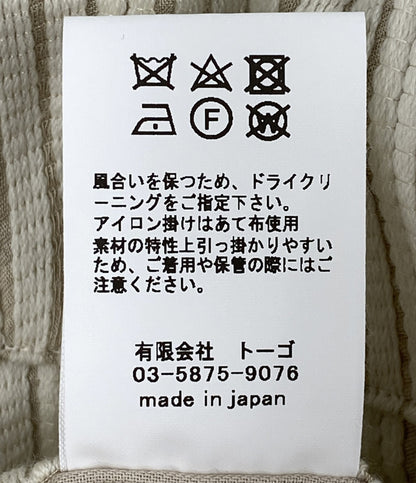 F W
風合いを保つため、ドライクリ
ーニングをご指定下さい。
アイロン掛けはあて布使用
素材の特性上引っ掛かりやすい
ため、ご着用や保管の際にはご
注意ください。
有限会社 トーゴ
03-5875-9076
made in japan